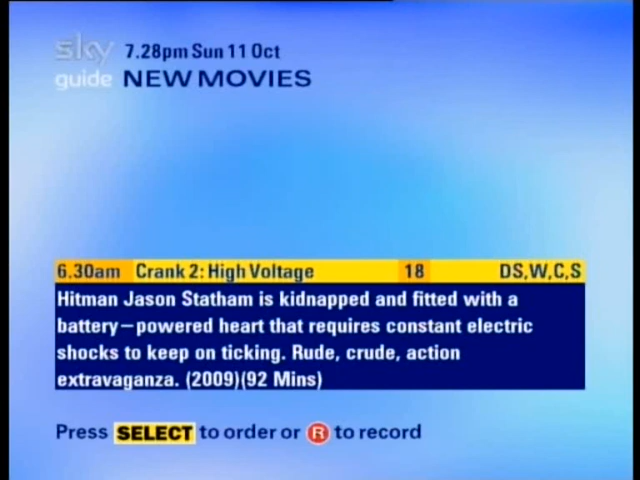 sky 7.28pm Sun 11 Oct
guide NEW MOVIES
6.30am Crank 2: High Voltage 18 DS,W,C,S
Hitman Jason Statham is kidnapped and fitted with a
battery-powered heart that requires constant electric
shocks to keep on ticking. Rude, crude, action
extravaganza. (2009)(92 Mins)
Press SELECT to order or R to record